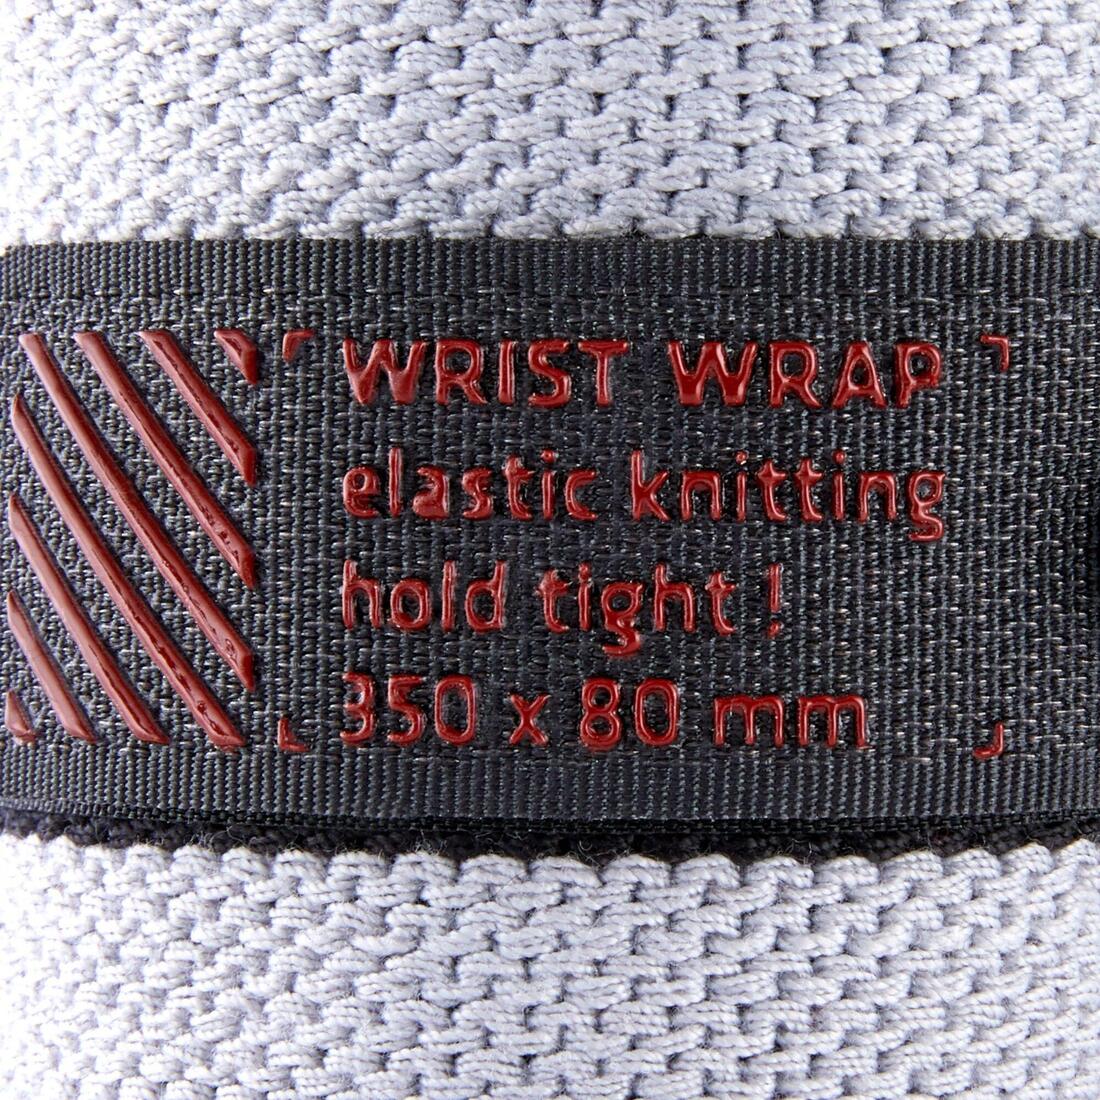 WRIST WRAP
elastic knitting
hold tight !
350 x 80 mm